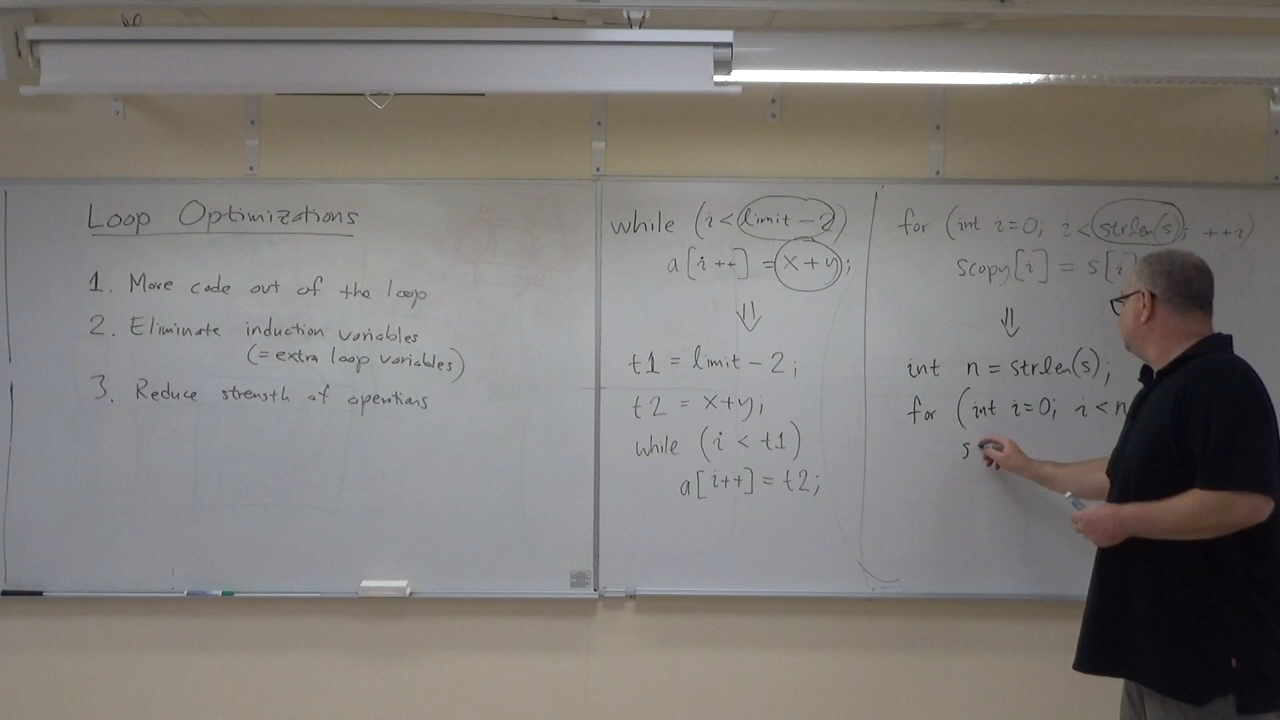 Loop Optimizations
1. Move code out of the loop
2. Eliminate induction variables
(= extra loop variables)
3. Reduce strength of operations
while (i < limit - 2)
a[i++] = x+y;
⇓
t1 = limit - 2;
t2 = x+y;
while (i < t1)
a[i++] = t2;
for (int i=0; i < strlen(s); ++i)
scopy[i] = s[i]
⇓
int n = strlen(s);
for (int i=0; i < n
s